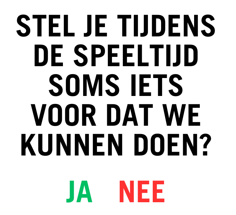 STEL JE TIJDENS
DE SPEELTIJD
SOMS IETS
VOOR DAT WE
KUNNEN DOEN?
JA NEE